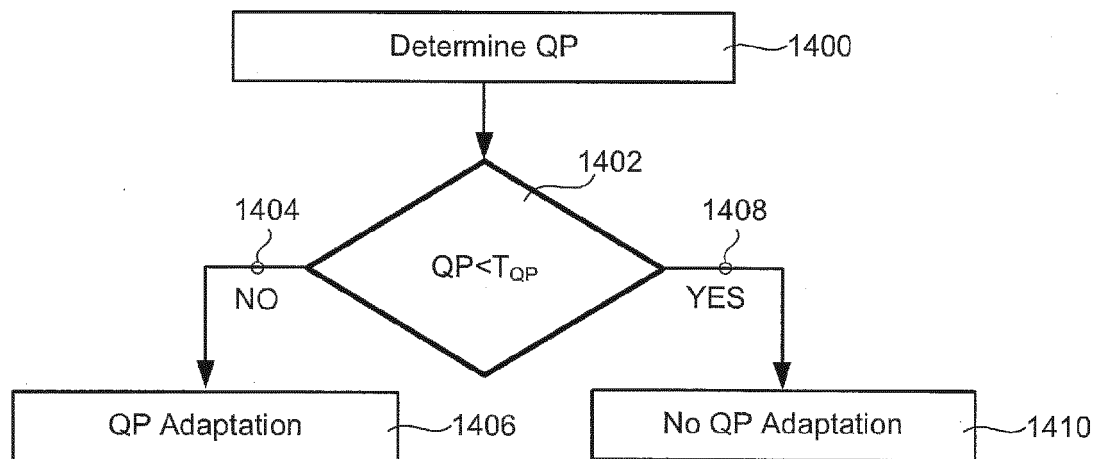 Determine QP
1400
1402
1404
1408
QP<T_QP
NO
YES
QP Adaptation
1406
No QP Adaptation
1410